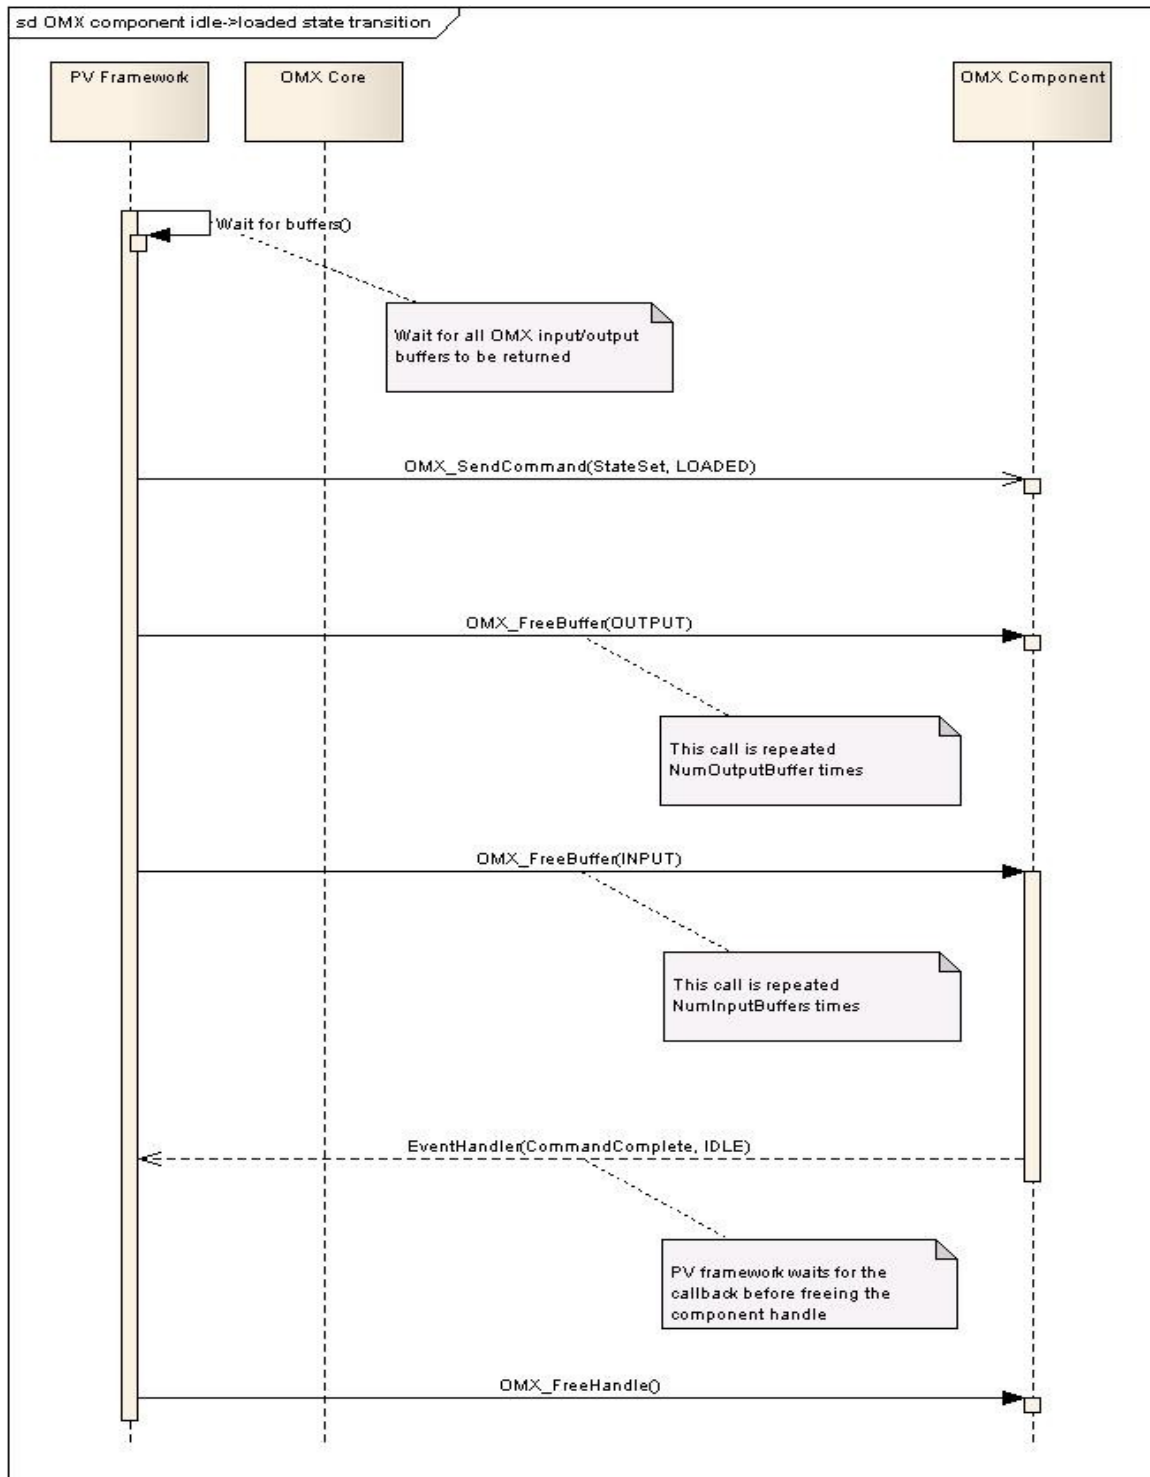 sd OMX component idle->loaded state transition
PV Framework
OMX Core
OMX Component
Wait for buffers()
Wait for all OMX input/output
buffers to be returned
OMX_SendCommand(StateSet, LOADED)
OMX_FreeBuffer(OUTPUT)
This call is repeated
NumOutputBuffer times
OMX_FreeBuffer(INPUT)
This call is repeated
NumInputBuffers times
EventHandler(CommandComplete, IDLE)
PV framework waits for the
callback before freeing the
component handle
OMX_FreeHandle()